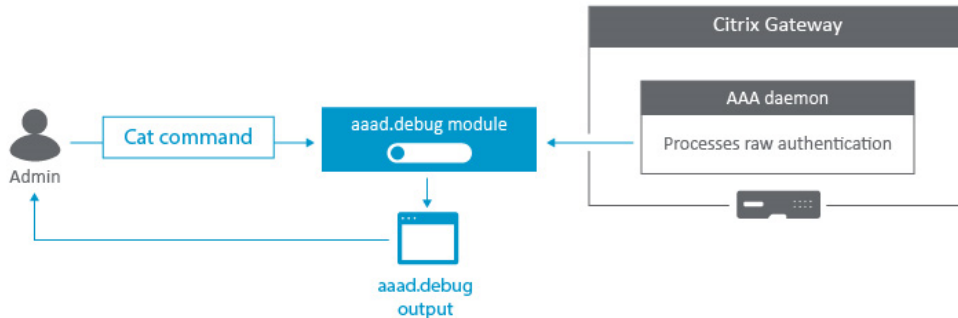 Citrix Gateway
AAA daemon
Processes raw authentication
aaad.debug module
Cat command
Admin
aaad.debug
output